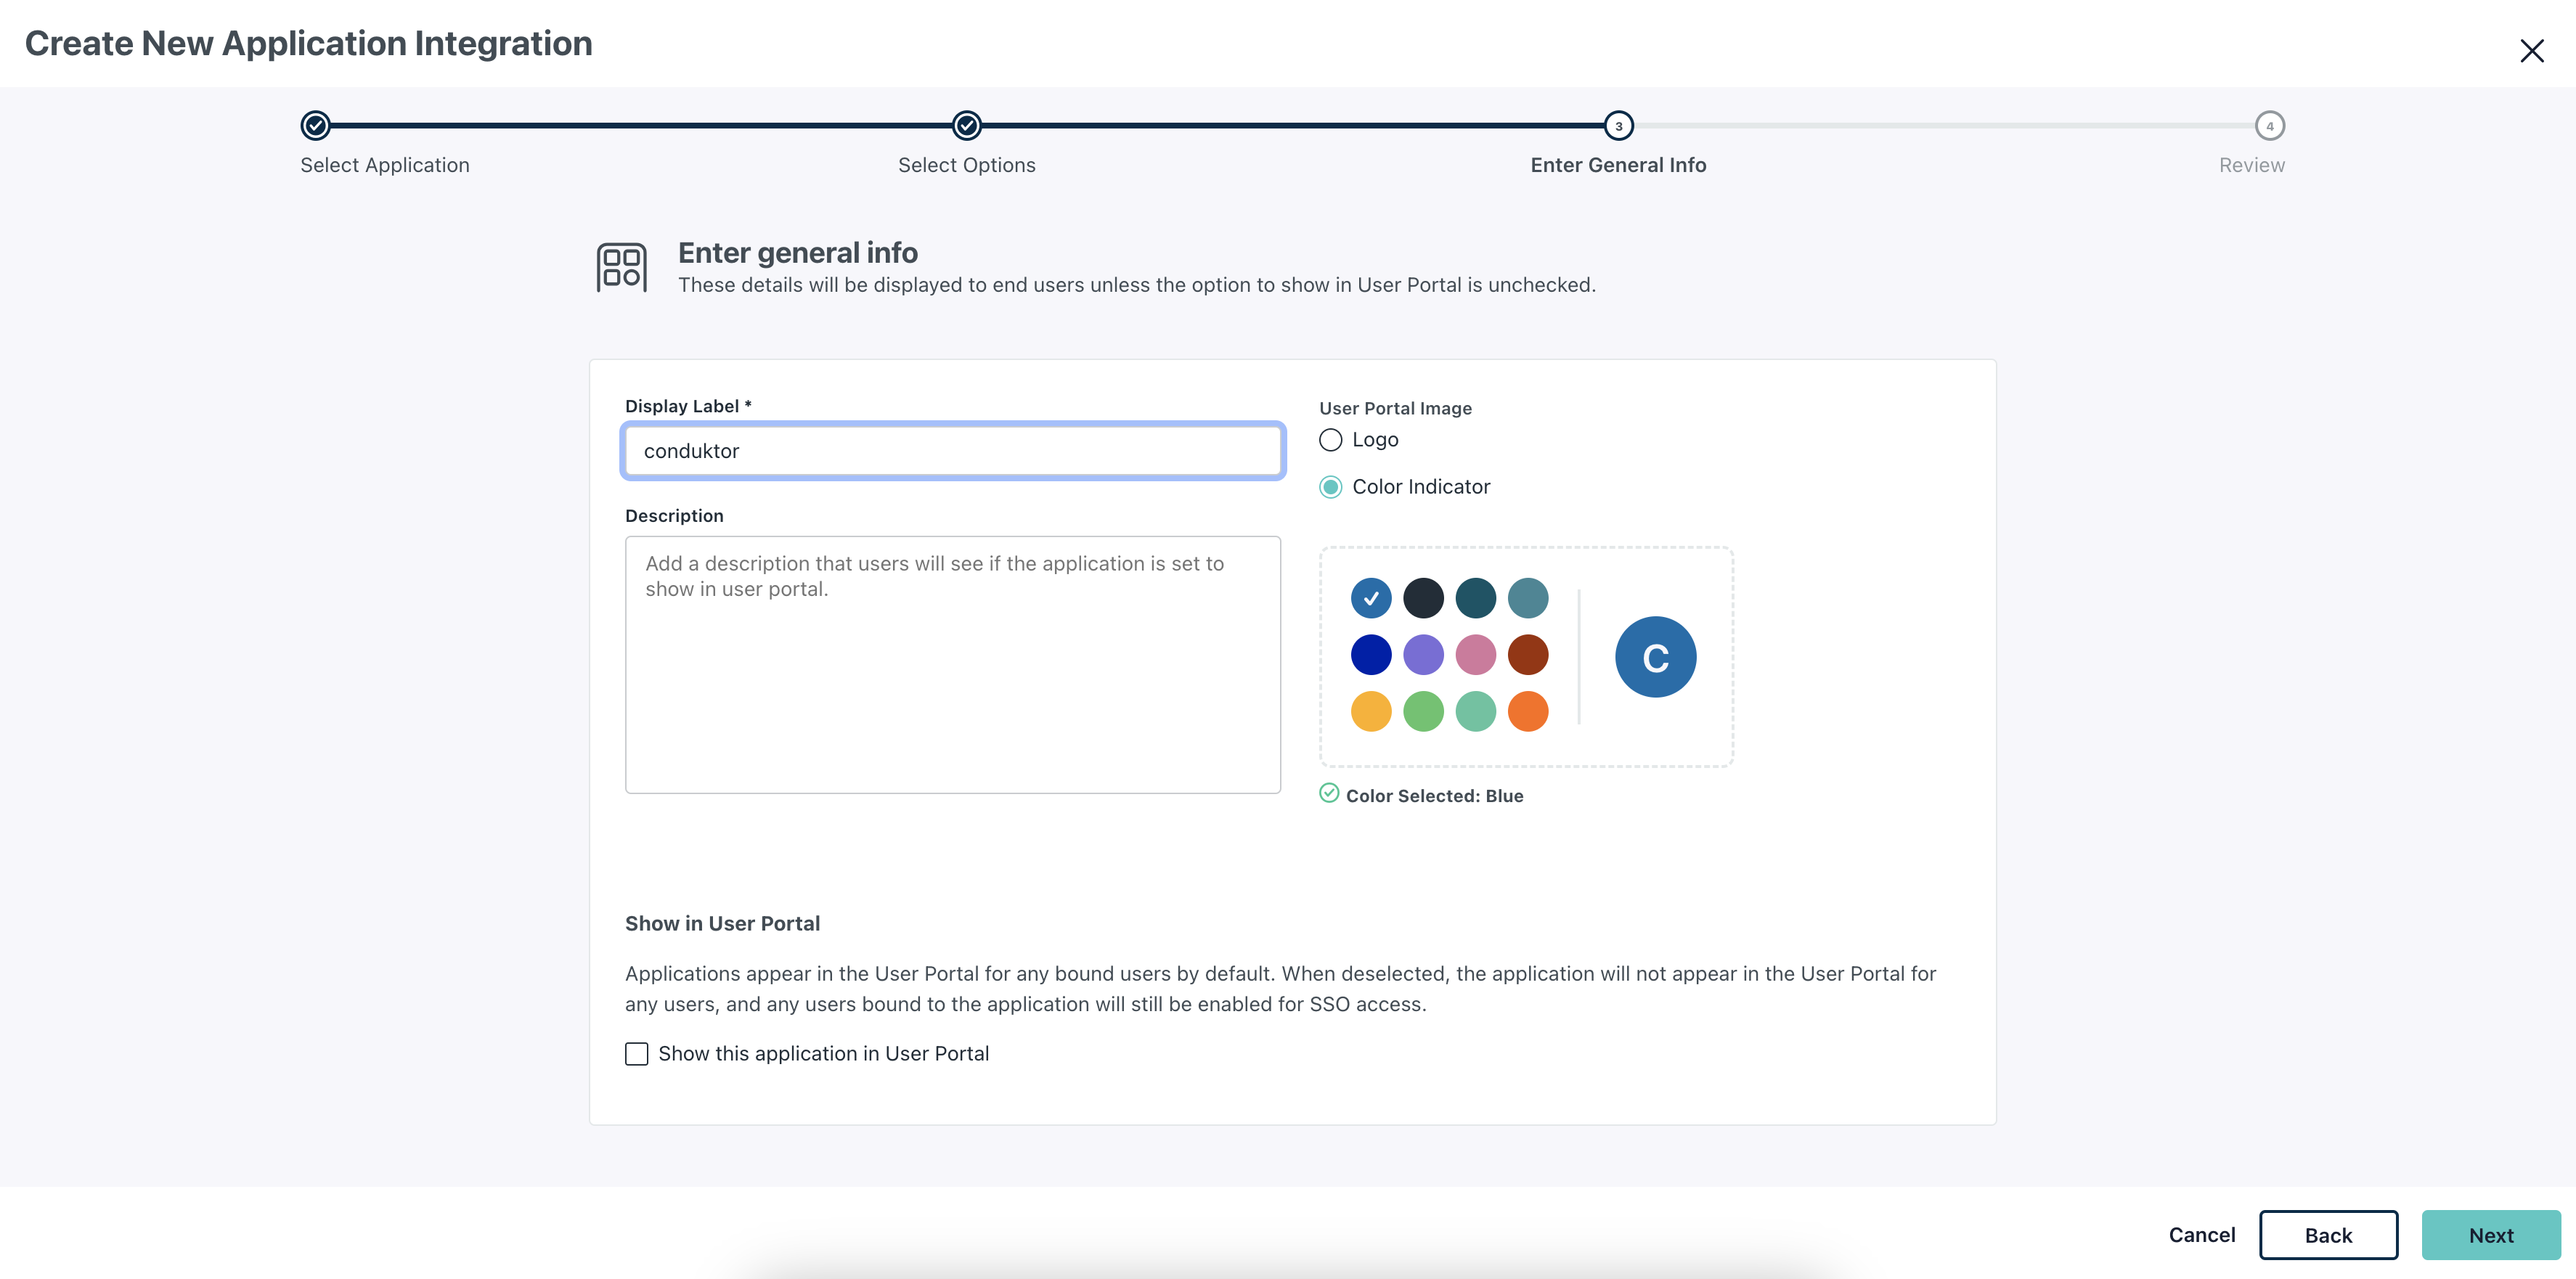 Create New Application Integration
3
4
Select Application
Select Options
Enter General Info
Review
Enter general info
These details will be displayed to end users unless the option to show in User Portal is unchecked.
Display Label *
conduktor
Description
Add a description that users will see if the application is set to
show in user portal.
User Portal Image
Logo
Color Indicator
C
Color Selected: Blue
Show in User Portal
Applications appear in the User Portal for any bound users by default. When deselected, the application will not appear in the User Portal for
any users, and any users bound to the application will still be enabled for SSO access.
Show this application in User Portal
Cancel
Back
Next